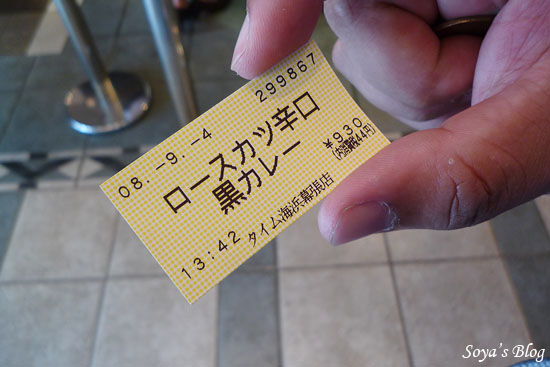 08.-9.-4 299867
ロースカツ辛口
黒カレー
¥930
(内消費税44円)
13:42 タイム海浜幕張店
Soya's Blog